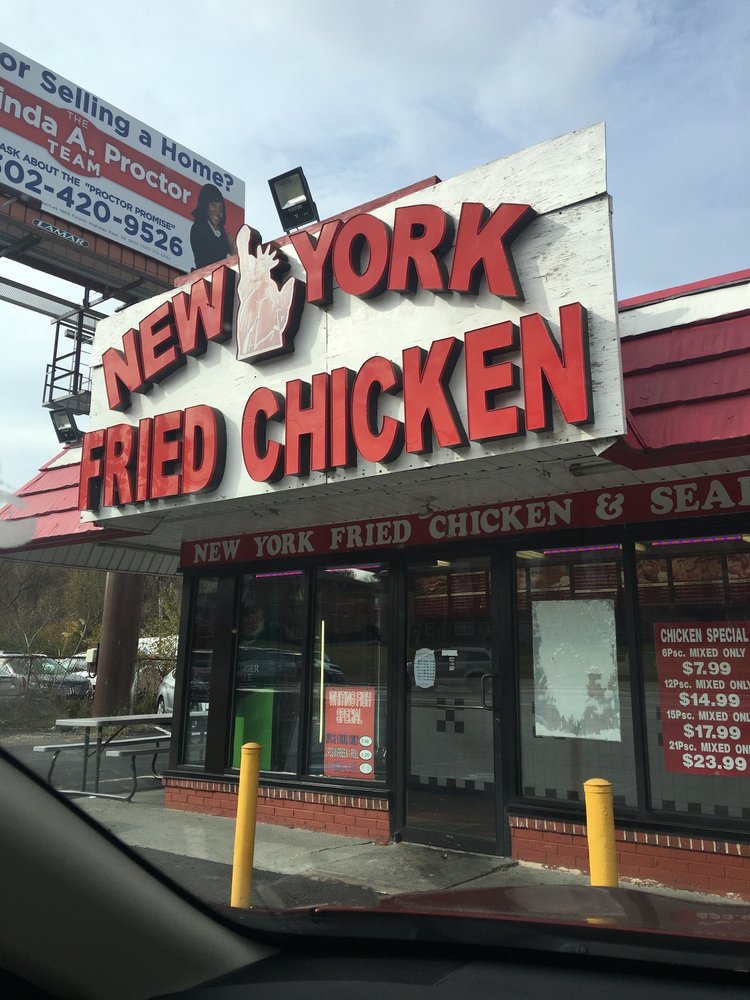 or Selling a Home?
THE
inda A. Proctor
TEAM
ASK ABOUT THE "PROCTOR PROMISE"
302-420-9526
LAMAR
NEW YORK
FRIED CHICKEN
NEW YORK FRIED CHICKEN & SEA
WHITING FISH
SPECIAL
CHICKEN SPECIAL
6Psc. MIXED ONLY
$7.99
12Psc. MIXED ONLY
$14.99
15Psc. MIXED ONLY
$17.99
21Psc. MIXED ONLY
$23.99